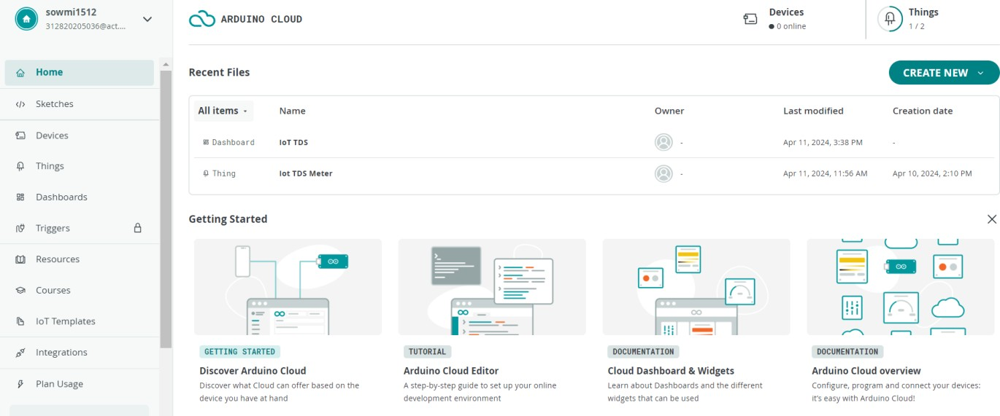 sowmi1512
312820205036@act....
Home
Sketches
Devices
Things
Dashboards
Triggers
Resources
Courses
IoT Templates
Integrations
Plan Usage
ARDUINO CLOUD
Devices
0 online
Things
1 / 2
Recent Files
CREATE NEW
All items Name Owner Last modified Creation date
Dashboard IoT TDS - Apr 11, 2024, 3:38 PM -
Thing Iot TDS Meter - Apr 11, 2024, 11:56 AM Apr 10, 2024, 2:10 PM
Getting Started
GETTING STARTED
Discover Arduino Cloud
Discover what Cloud can offer based on the
device you have at hand
TUTORIAL
Arduino Cloud Editor
A step-by-step guide to set up your online
development environment
DOCUMENTATION
Cloud Dashboard & Widgets
Learn about Dashboards and the different
widgets that can be used
DOCUMENTATION
Arduino Cloud overview
Configure, program and connect your devices:
it's easy with Arduino Cloud!